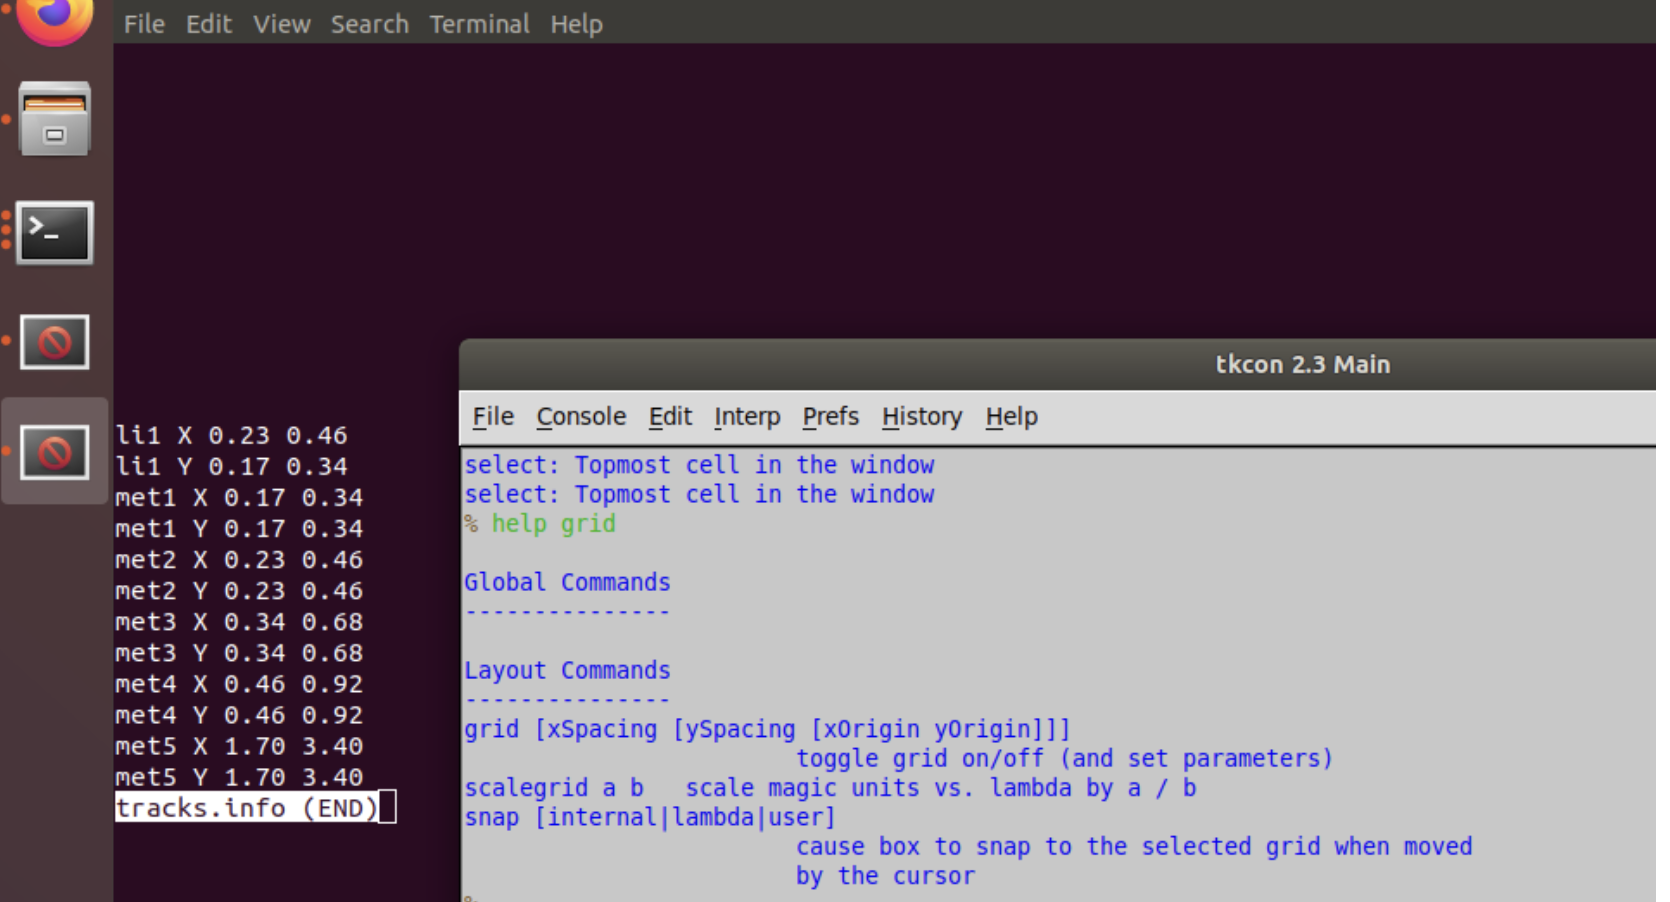 File Edit View Search Terminal Help
>_
li1 X 0.23 0.46
li1 Y 0.17 0.34
met1 X 0.17 0.34
met1 Y 0.17 0.34
met2 X 0.23 0.46
met2 Y 0.23 0.46
met3 X 0.34 0.68
met3 Y 0.34 0.68
met4 X 0.46 0.92
met4 Y 0.46 0.92
met5 X 1.70 3.40
met5 Y 1.70 3.40
tracks.info (END)
tkcon 2.3 Main
File Console Edit Interp Prefs History Help
select: Topmost cell in the window
select: Topmost cell in the window
% help grid
Global Commands
---------------
Layout Commands
---------------
grid [xSpacing [ySpacing [xOrigin yOrigin]]]
toggle grid on/off (and set parameters)
scalegrid a b   scale magic units vs. lambda by a / b
snap [internal|lambda|user]
cause box to snap to the selected grid when moved
by the cursor
%